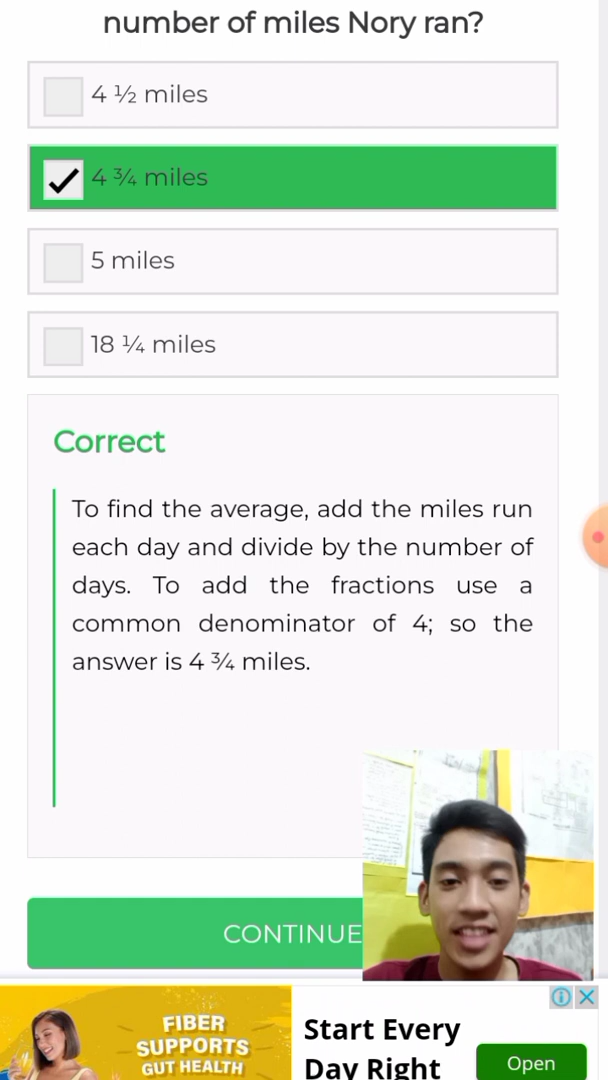 number of miles Nory ran?
4 ½ miles
4 ¾ miles
5 miles
18 ¼ miles
Correct
To find the average, add the miles run
each day and divide by the number of
days. To add the fractions use a
common denominator of 4; so the
answer is 4 ¾ miles.
CONTINUE
FIBER
SUPPORTS
GUT HEALTH
Start Every
Day Right
Open